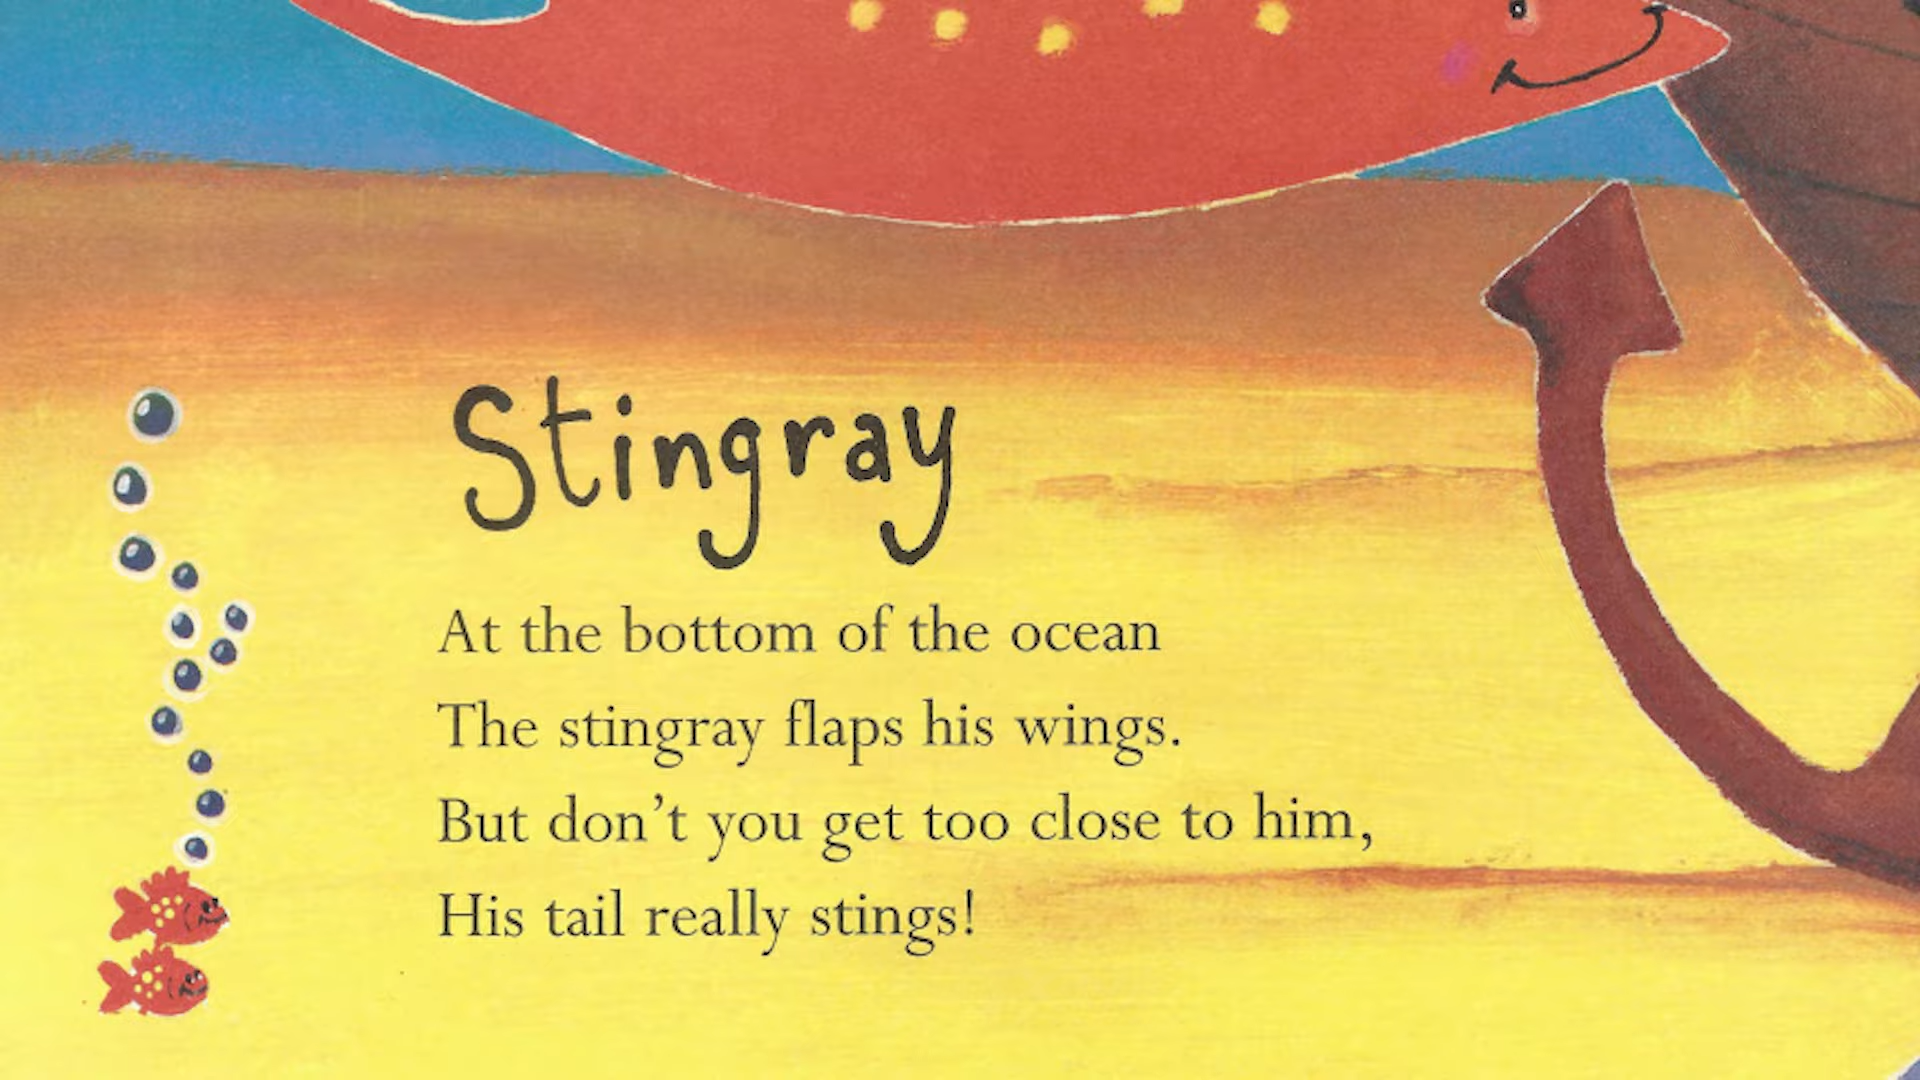 Stingray
At the bottom of the ocean
The stingray flaps his wings.
But don’t you get too close to him,
His tail really stings!